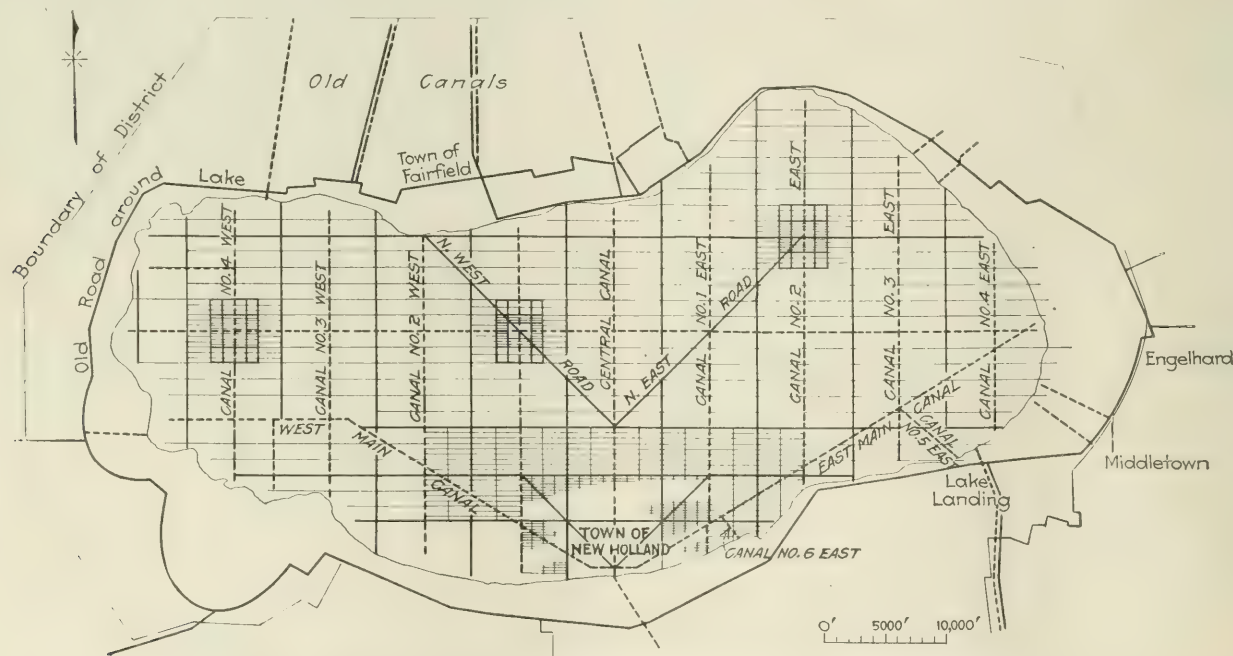 Boundary of District
Old
Canals
Town of
Fairfield
Old Road around
Lake
CANAL NO. 4 WEST
CANAL NO. 3 WEST
CANAL NO. 2 WEST
N. WEST
ROAD
CENTRAL CANAL
N. EAST
ROAD
CANAL NO. 1 EAST
CANAL NO. 2
EAST
CANAL NO. 3
EAST
CANAL NO. 4 EAST
Engelhard
WEST
MAIN
CANAL
EAST MAIN
CANAL
CANAL
NO. 5 EAST
Middletown
Lake
Landing
TOWN OF
NEW HOLLAND
CANAL NO. 6 EAST
0' 5000' 10,000'